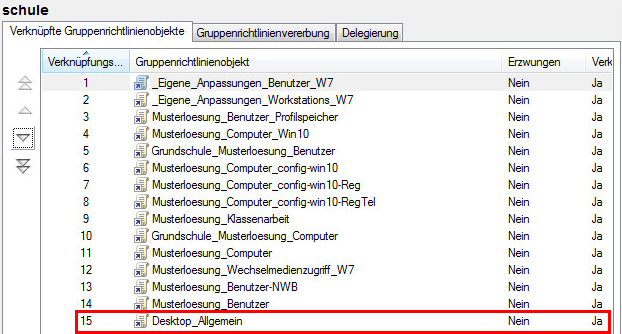 schule
Verknüpfte Gruppenrichtlinienobjekte Gruppenrichtlinienvererbung Delegierung
Verknüpfungs... Gruppenrichtlinienobjekt Erzwungen Verk
1 _Eigene_Anpassungen_Benutzer_W7 Nein Ja
2 _Eigene_Anpassungen_Workstations_W7 Nein Ja
3 Musterloesung_Benutzer_Profilspeicher Nein Ja
4 Musterloesung_Computer_Win10 Nein Ja
5 Grundschule_Musterloesung_Benutzer Nein Ja
6 Musterloesung_Computer_config-win10 Nein Ja
7 Musterloesung_Computer_config-win10-Reg Nein Ja
8 Musterloesung_Computer_config-win10-RegTel Nein Ja
9 Musterloesung_Klassenarbeit Nein Ja
10 Grundschule_Musterloesung_Computer Nein Ja
11 Musterloesung_Computer Nein Ja
12 Musterloesung_Wechselmedienzugriff_W7 Nein Ja
13 Musterloesung_Benutzer-NWB Nein Ja
14 Musterloesung_Benutzer Nein Ja
15 Desktop_Allgemein Nein Ja